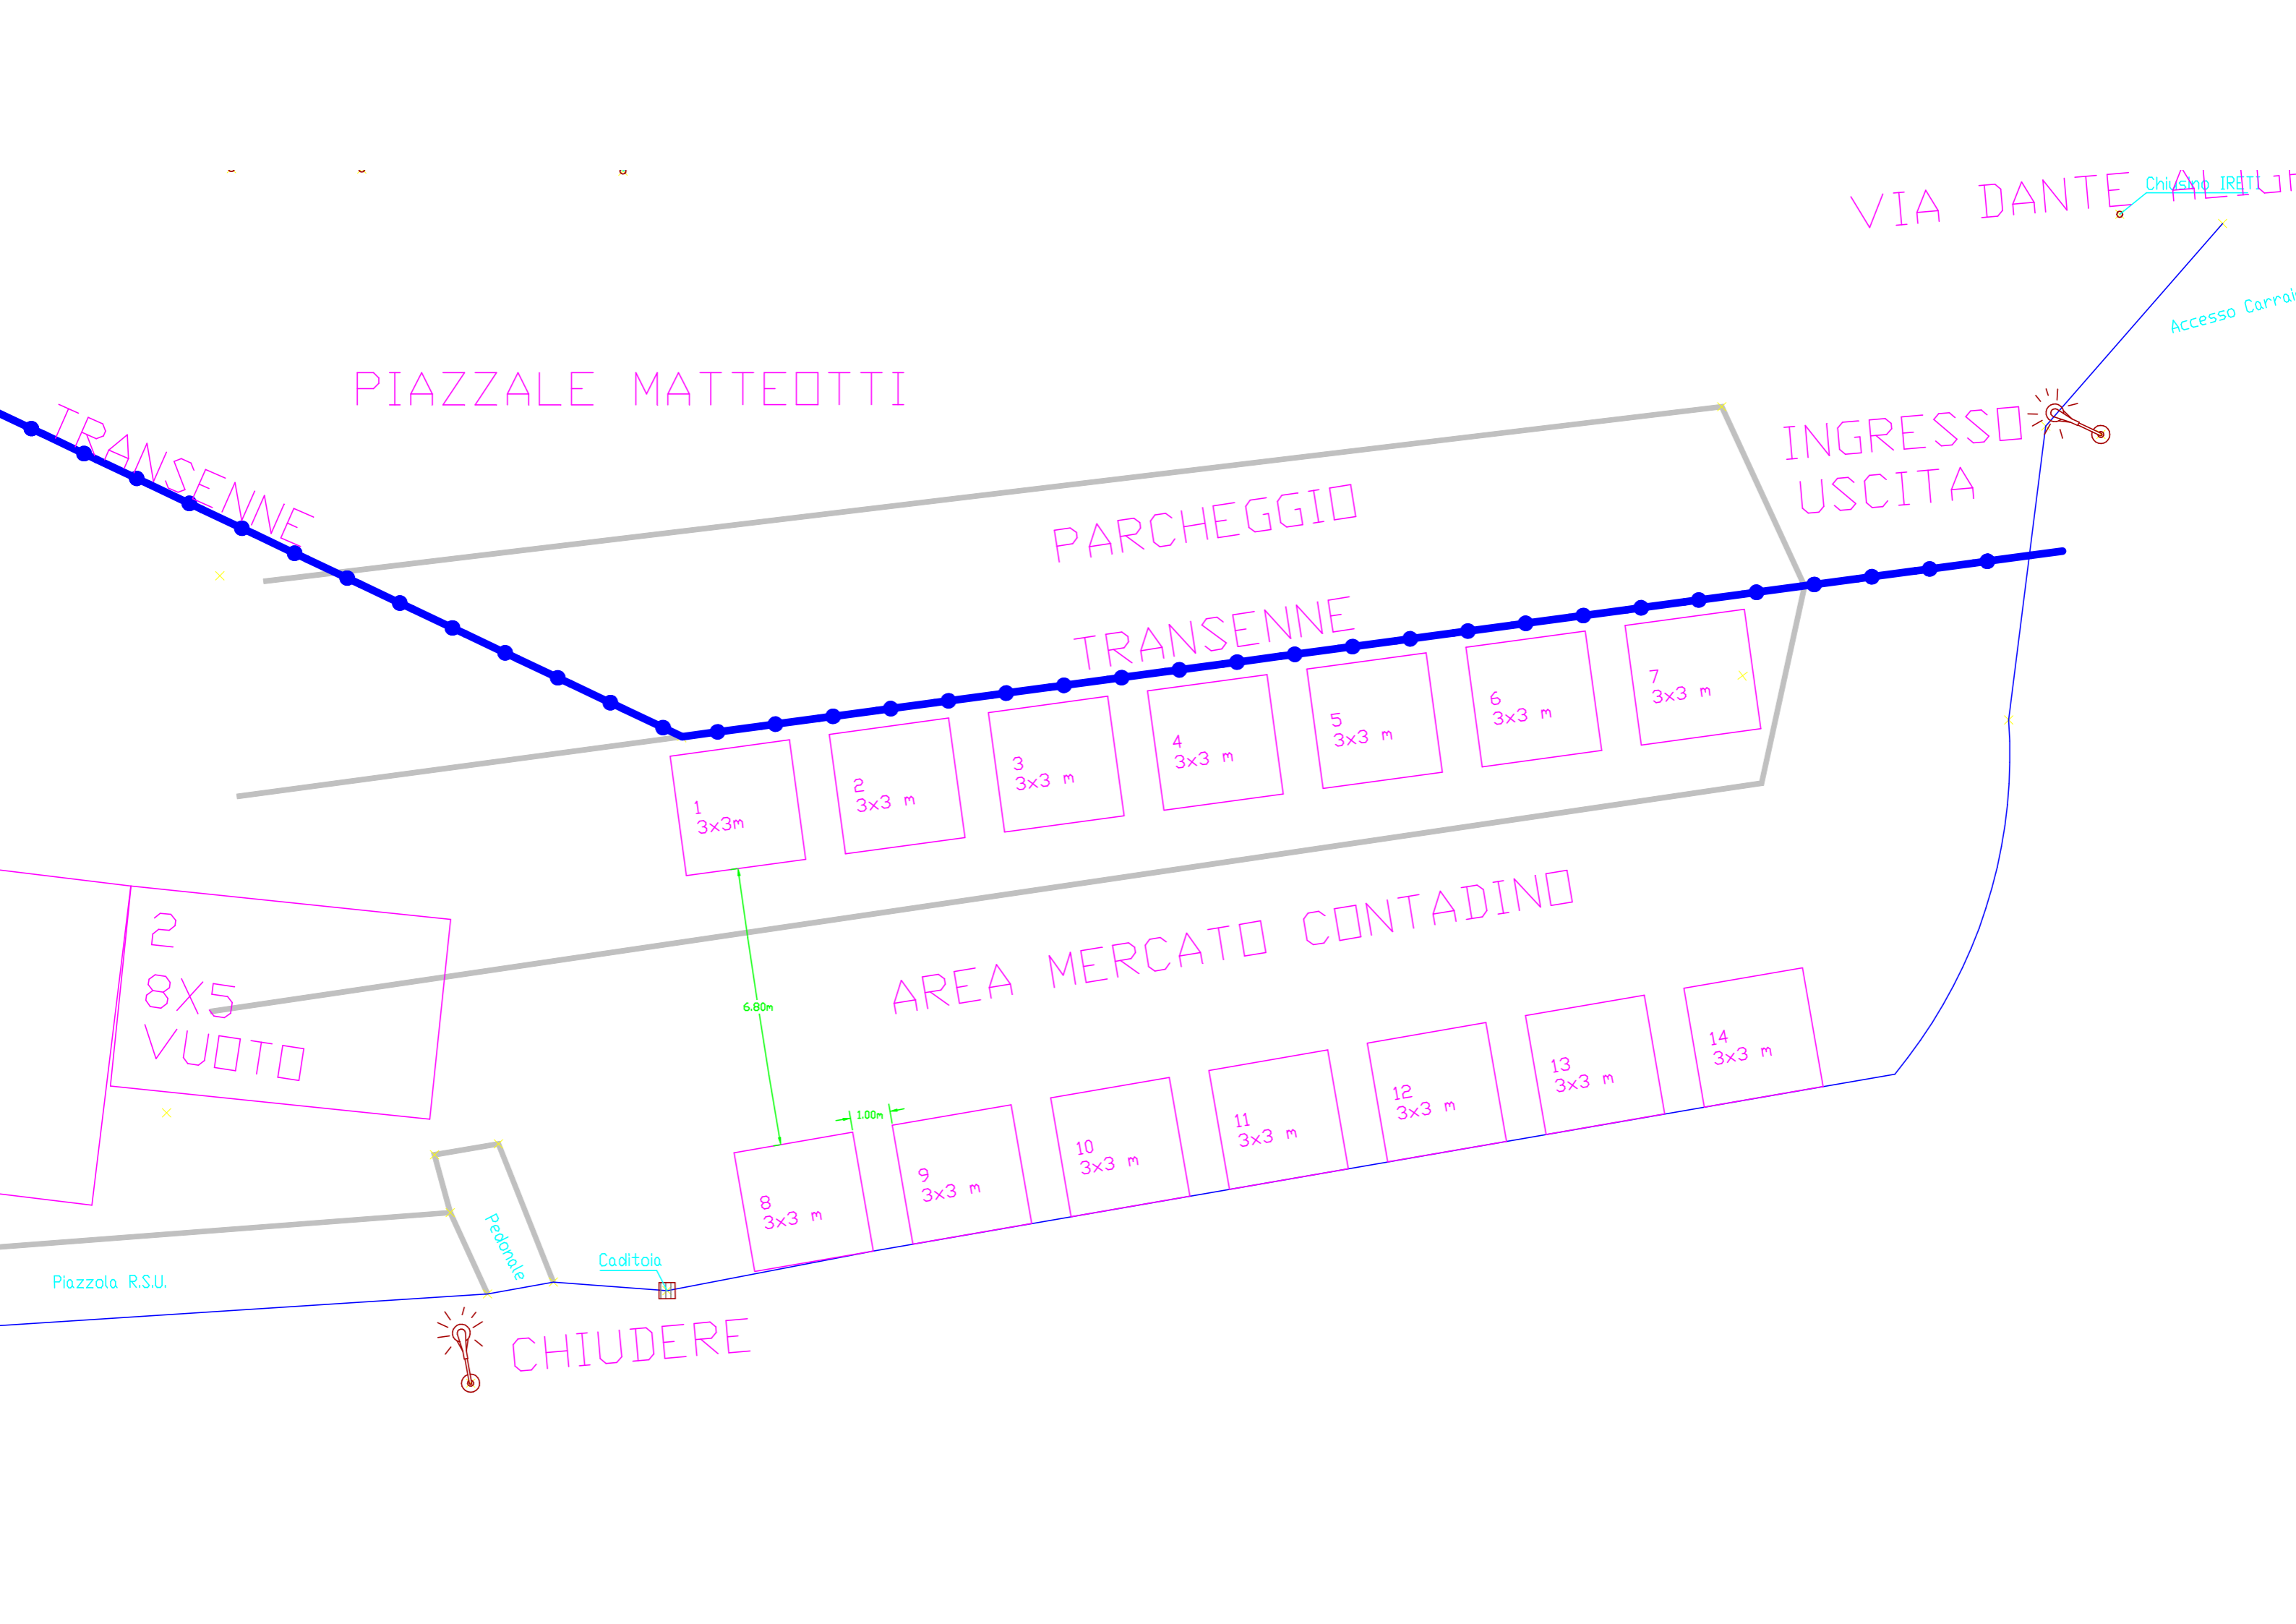 VIA DANTE
Chiusino IRETI
Accesso
PIAZZALE MATTEOTTI
TRANSENNE
INGRESSO
USCITA
PARCHEGGIO
TRANSENNE
1
3x3m
2
3x3 m
3
3x3 m
4
3x3 m
5
3x3 m
6
3x3 m
7
3x3 m
2
8X5
VUOTO
6.80m
AREA MERCATO CONTADINO
1.00m
8
3x3 m
9
3x3 m
10
3x3 m
11
3x3 m
12
3x3 m
13
3x3 m
14
3x3 m
Pedonale
Caditoia
Piazzola R.S.U.
CHIUDERE